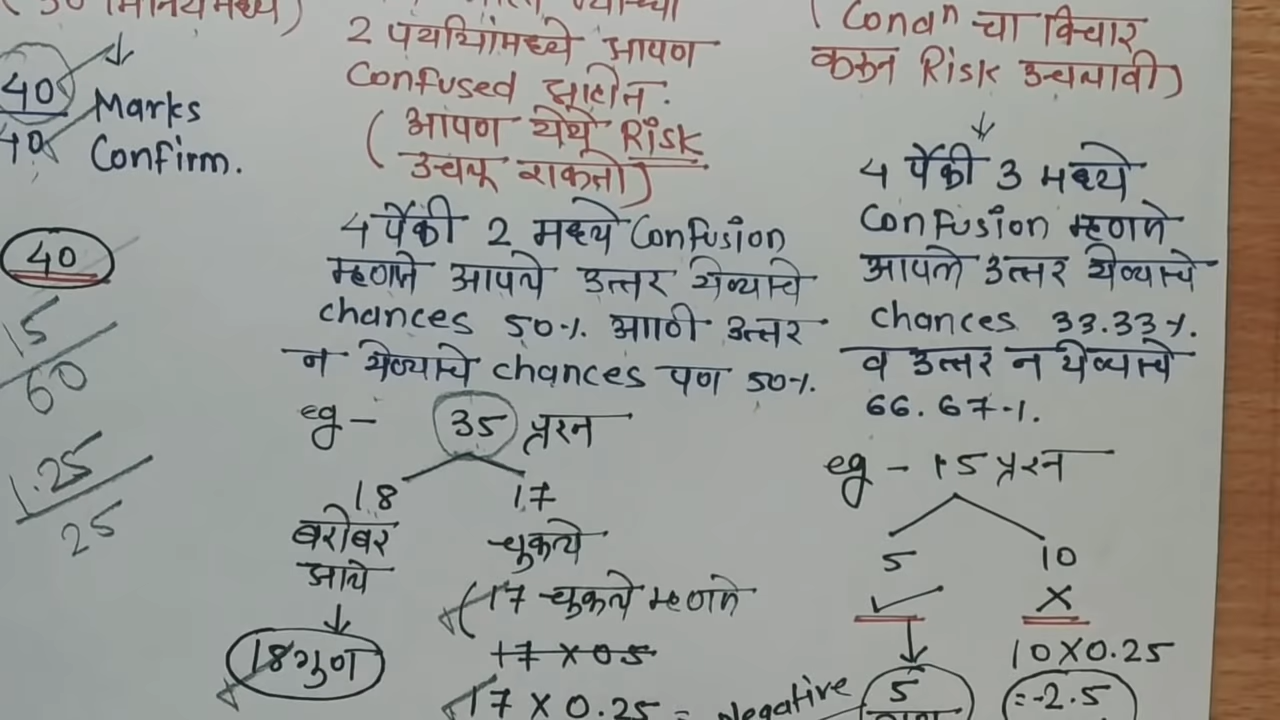 40
Marks
Confirm.
40
15
60
1.25
25
2 पर्यायांमध्ये आपण
Confused आहोत.
(आपण येथे Risk
उचलू शकतो)
4 पैकी 2 मध्ये Confusion
म्हणजे आपले उत्तर येण्याचे
chances 50%. आणि उत्तर
न येण्याचे chances पण 50%.
eg- 35 प्रश्न
18
17
बरोबर
आले
चुकले
18 गुण
(17 चुकले म्हणजे
17 X 05
17 X 0.25 = Negative
(Condⁿ चा विचार
करून Risk उचलावी)
4 पैकी 3 मध्ये
Confusion म्हणजे
आपले उत्तर येण्याचे
chances 33.33%.
व उत्तर न येण्याचे
66.67%.
eg - 15 प्रश्न
5
10
✓
X
10X0.25
5
=-2.5